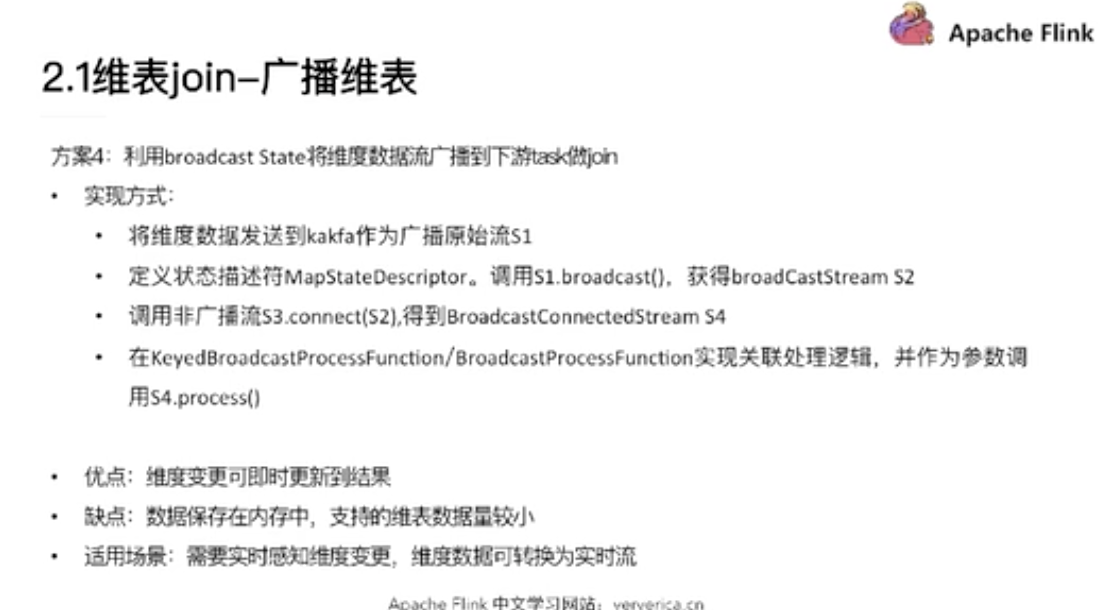 Apache Flink
2.1维表join-广播维表
方案4：利用broadcast State将维度数据流广播到下游task做join
• 实现方式：
• 将维度数据发送到kakfa作为广播原始流S1
• 定义状态描述符MapStateDescriptor。调用S1.broadcast()，获得broadCastStream S2
• 调用非广播流S3.connect(S2),得到BroadcastConnectedStream S4
• 在KeyedBroadcastProcessFunction/BroadcastProcessFunction实现关联处理逻辑，并作为参数调
用S4.process()
• 优点：维度变更可即时更新到结果
• 缺点：数据保存在内存中，支持的维表数据量较小
• 适用场景：需要实时感知维度变更，维度数据可转换为实时流
Apache Flink 中文学习网站：ververica.cn